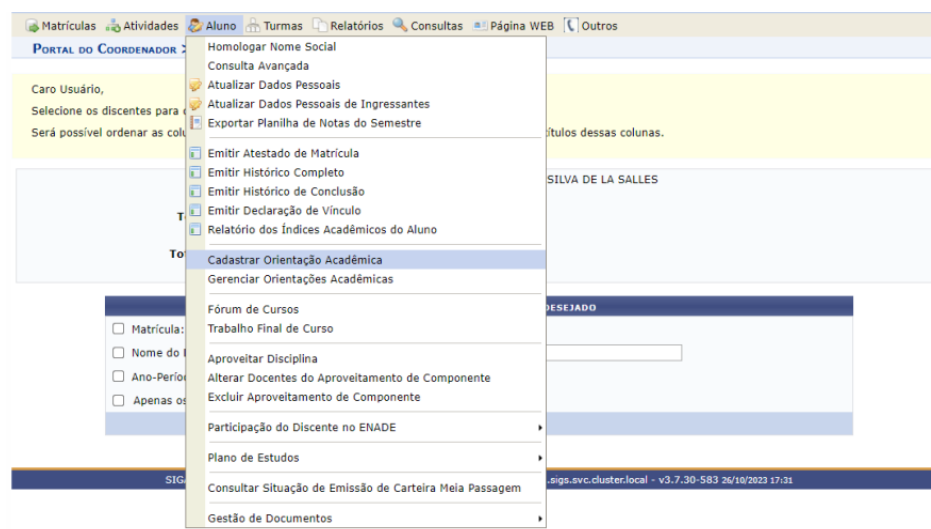 Matrículas Atividades Aluno Turmas Relatórios Consultas Página WEB Outros
PORTAL DO COORDENADOR >
Homologar Nome Social
Consulta Avançada
Caro Usuário,
Atualizar Dados Pessoais
Selecione os discentes para
Atualizar Dados Pessoais de Ingressantes
Exportar Planilha de Notas do Semestre
Será possível ordenar as
títulos dessas colunas.
Emitir Atestado de Matrícula
Emitir Histórico Completo
SILVA DE LA SALLES
Emitir Histórico de Conclusão
Emitir Declaração de Vínculo
Relatório dos Índices Acadêmicos do Aluno
Cadastrar Orientação Acadêmica
Gerenciar Orientações Acadêmicas
Fórum de Cursos
DESEJADO
Matrícula:
Trabalho Final de Curso
Nome do
Aproveitar Disciplina
Alterar Docentes do Aproveitamento de Componente
Excluir Aproveitamento de Componente
Apenas os
Participação do Discente no ENADE
Plano de Estudos
.sigs.svc.cluster.local - v3.7.30-583 26/10/2023 17:31
Consultar Situação de Emissão de Carteira Meia Passagem
Gestão de Documentos